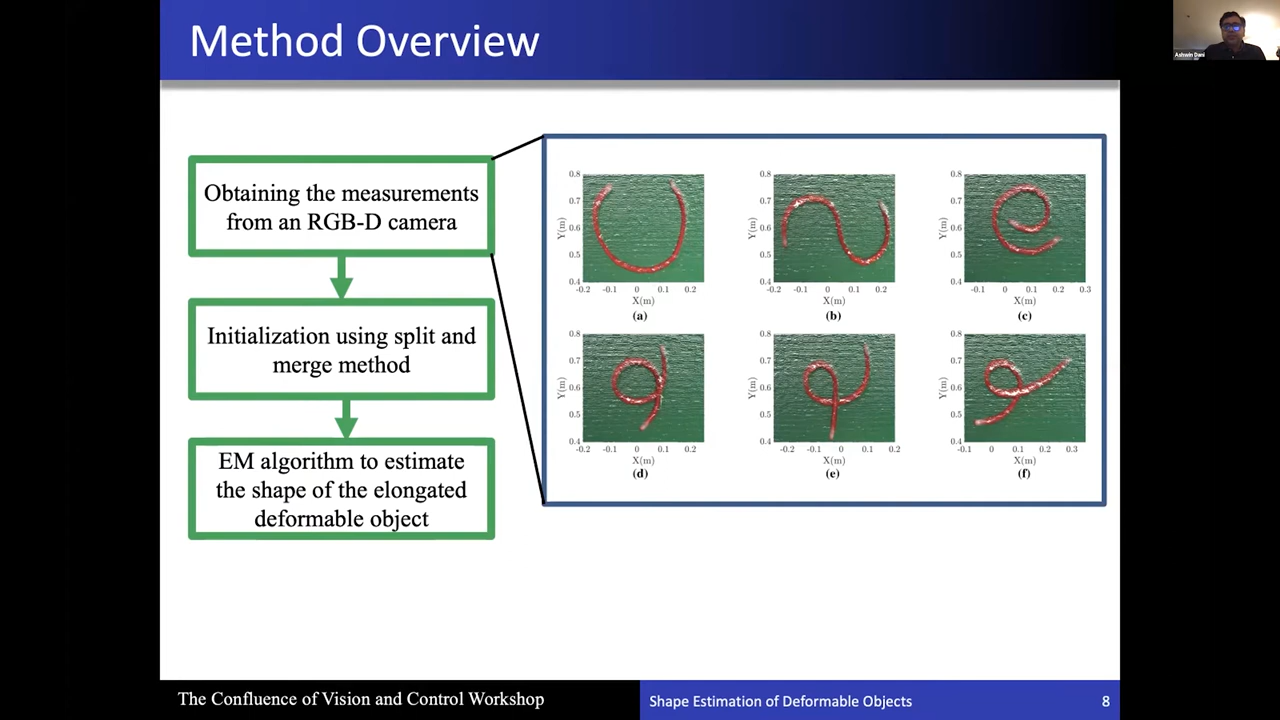 Method Overview
Ashwin Dani
Obtaining the measurements
from an RGB-D camera
Initialization using split and
merge method
EM algorithm to estimate
the shape of the elongated
deformable object
0.8
0.7
0.6
0.5
0.4
Y(m)
-0.2 -0.1 0 0.1 0.2
X(m)
(a)
0.8
0.7
0.6
0.5
0.4
Y(m)
-0.2 -0.1 0 0.1 0.2
X(m)
(b)
0.8
0.7
0.6
0.5
0.4
Y(m)
-0.1 0 0.1 0.2 0.3
X(m)
(c)
0.8
0.7
0.6
0.5
0.4
Y(m)
-0.2 -0.1 0 0.1 0.2
X(m)
(d)
0.8
0.7
0.6
0.5
0.4
Y(m)
-0.2 -0.1 0 0.1 0.2
X(m)
(e)
0.8
0.7
0.6
0.5
0.4
Y(m)
-0.1 0 0.1 0.2 0.3
X(m)
(f)
The Confluence of Vision and Control Workshop
Shape Estimation of Deformable Objects
8